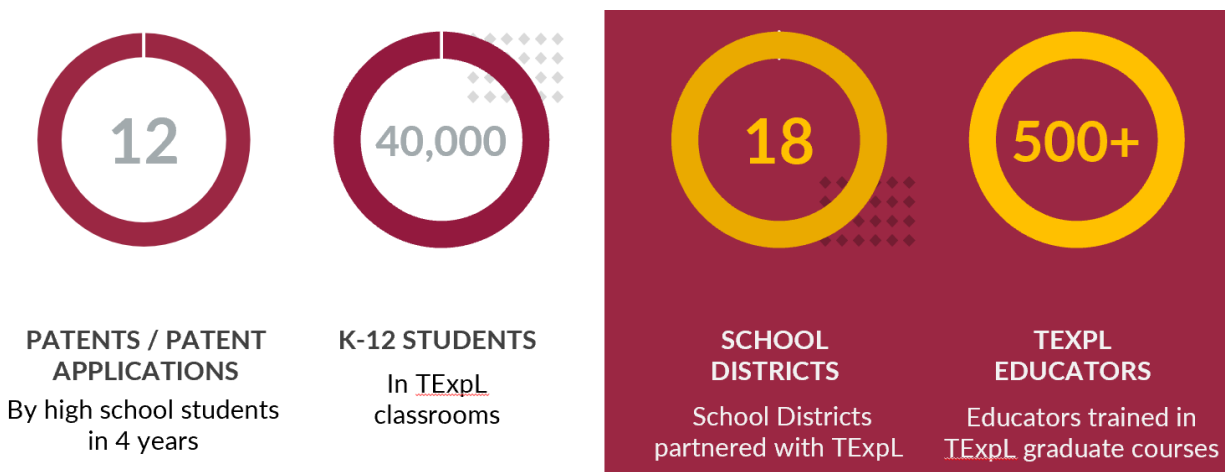 12
PATENTS / PATENT
APPLICATIONS
By high school students
in 4 years
40,000
K-12 STUDENTS
In TExpL
classrooms
18
SCHOOL
DISTRICTS
School Districts
partnered with TExpL
500+
TEXPL
EDUCATORS
Educators trained in
TExpL graduate courses